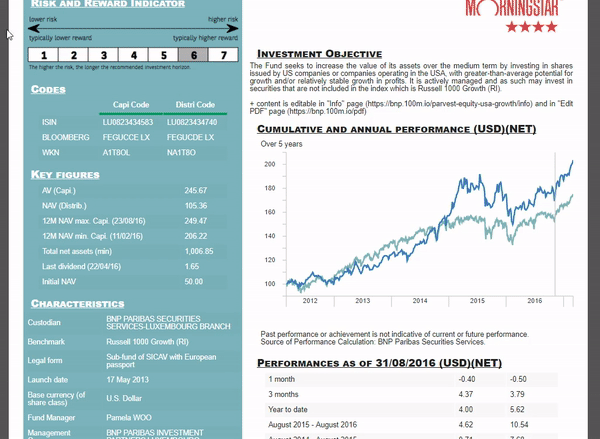 RISK AND REWARD INDICATOR
lower risk higher risk
typically lower reward typically higher reward
1 2 3 4 5 6 7
The higher the risk, the longer the recommended investment horizon
CODES
Capi Code Distri Code
ISIN LU0823434583 LU0823434740
BLOOMBERG FEGUCCE LX FEGUCDE LX
WKN A1T8OL NA1T8O
KEY FIGURES
AV (Capi.) 245.67
NAV (Distrib.) 105.36
12M NAV max. Capi. (23/08/16) 249.47
12M NAV min. Capi. (11/02/16) 206.22
Total net assets (mln) 1,006.85
Last dividend (22/04/16) 1.65
Initial NAV 50.00
CHARACTERISTICS
Custodian BNP PARIBAS SECURITIES
SERVICES-LUXEMBOURG BRANCH
Benchmark Russell 1000 Growth (RI)
Legal form Sub-fund of SICAV with European
passport
Launch date 17 May 2013
Base currency (of
share class) U.S. Dollar
Fund Manager Pamela WOO
Management BNP PARIBAS INVESTMENT
MORNINGSTAR
INVESTMENT OBJECTIVE
The Fund seeks to increase the value of its assets over the medium term by investing in shares
issued by US companies or companies operating in the USA, with greater-than-average potential for
growth and/or relatively stable growth in profits. It is actively managed and as such may invest in
securities that are not included in the index which is Russell 1000 Growth (RI).
+ content is editable in "Info" page (https://bnp.100m.io/parvest-equity-usa-growth/info) and in "Edit
PDF" page (https://bnp.100m.io/pdf)
CUMULATIVE AND ANNUAL PERFORMANCE (USD)(NET)
Over 5 years
200
180
160
140
120
100
2012 2013 2014 2015 2016
Past performance or achievement is not indicative of current or future performance.
Source of Performance Calculation: BNP Paribas Securities Services.
PERFORMANCES AS OF 31/08/2016 (USD)(NET)
1 month -0.40 -0.50
3 months 4.37 3.79
Year to date 4.00 5.62
August 2015 - August 2016 4.62 10.54